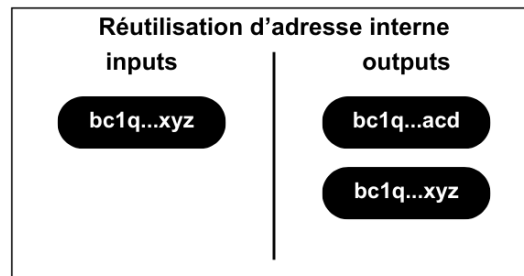 Réutilisation d’adresse interne
inputs
outputs
bc1q...xyz
bc1q...acd
bc1q...xyz